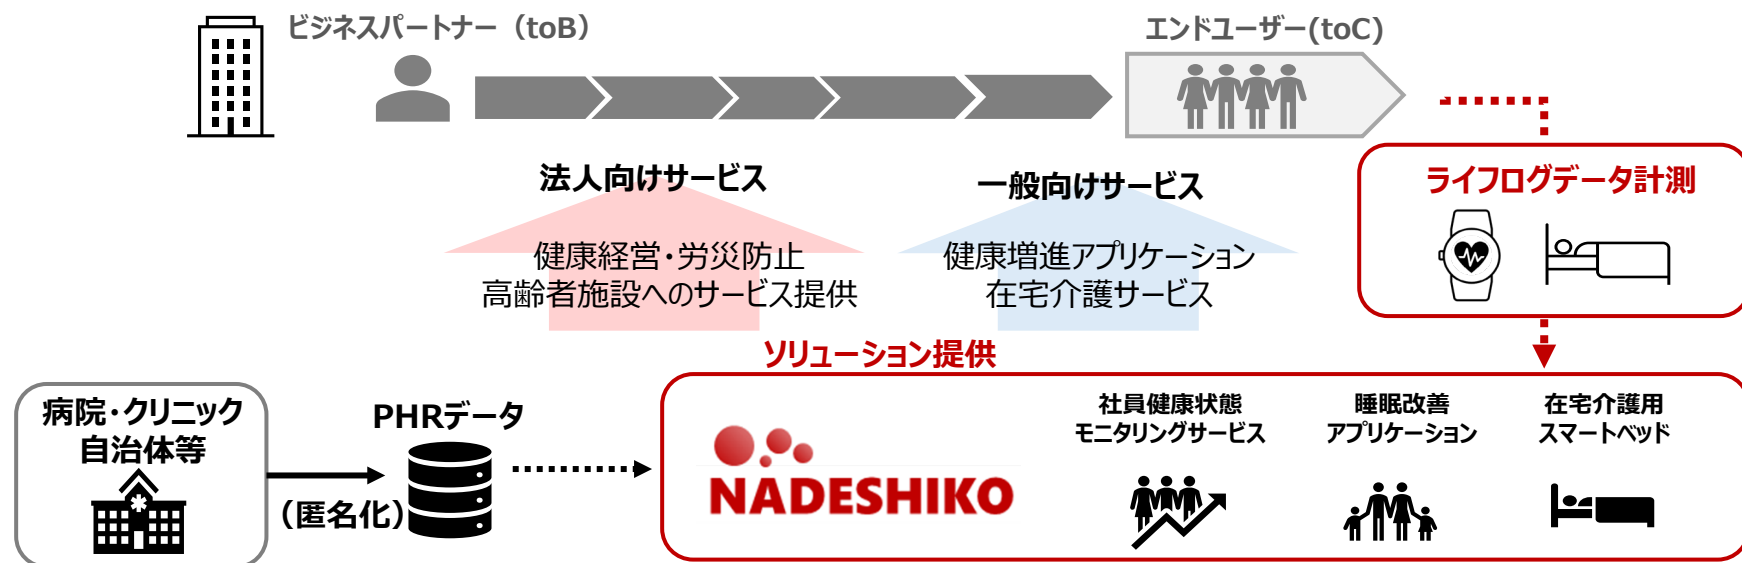 ビジネスパートナー（toB）
エンドユーザー(toC)
法人向けサービス
健康経営・労災防止
高齢者施設へのサービス提供
一般向けサービス
健康増進アプリケーション
在宅介護サービス
ライフログデータ計測
ソリューション提供
病院・クリニック
自治体等
（匿名化）
PHRデータ
NADESHIKO
社員健康状態
モニタリングサービス
睡眠改善
アプリケーション
在宅介護用
スマートベッド